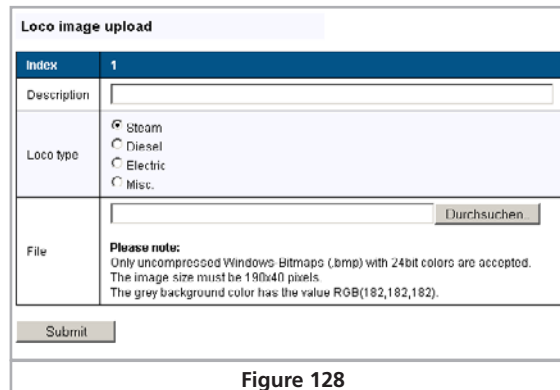 Loco image upload
Index 1
Description
Loco type
Steam
Diesel
Electric
Misc.
File
Durchsuchen...
Please note:
Only uncompressed Windows-Bitmaps (.bmp) with 24bit colors are accepted.
The image size must be 190x40 pixels.
The grey background color has the value RGB(182,182,182).
Submit
Figure 128